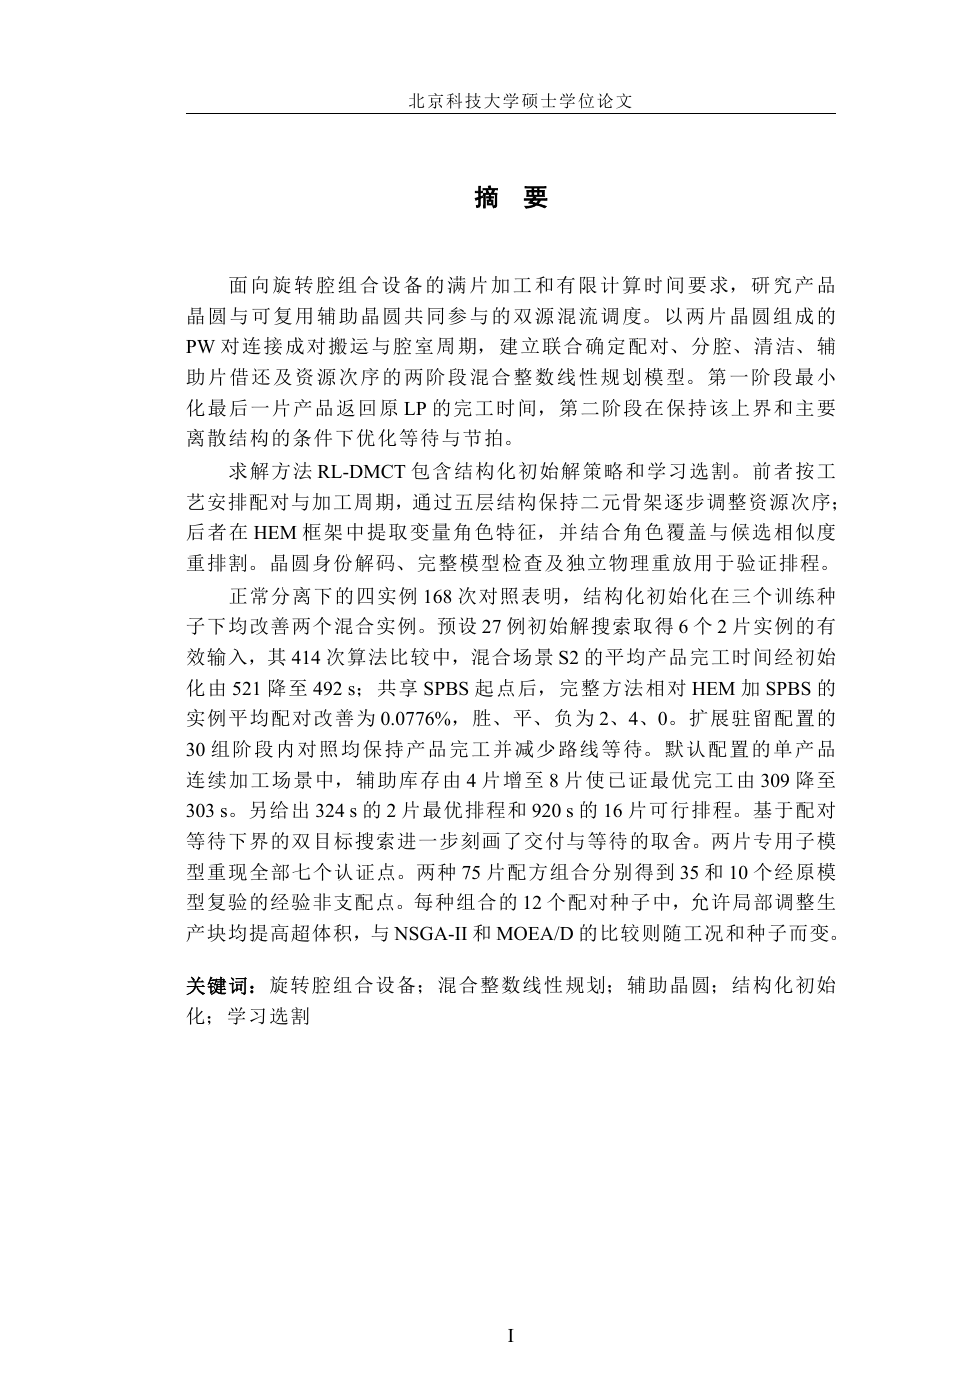 北京科技大学硕士学位论文
摘 要
面向旋转腔组合设备的满片加工和有限计算时间要求，研究产品
晶圆与可复用辅助晶圆共同参与的双源混流调度。以两片晶圆组成的
PW 对连接成对搬运与腔室周期，建立联合确定配对、分腔、清洁、辅
助片借还及资源次序的两阶段混合整数线性规划模型。第一阶段最小
化最后一片产品返回原 LP 的完工时间，第二阶段在保持该上界和主要
离散结构的条件下优化等待与节拍。
求解方法 RL-DMCT 包含结构化初始解策略和学习选割。前者按工
艺安排配对与加工周期，通过五层结构保持二元骨架逐步调整资源次序；
后者在 HEM 框架中提取变量角色特征，并结合角色覆盖与候选相似度
重排割。晶圆身份解码、完整模型检查及独立物理重放用于验证排程。
正常分离下的四实例 168 次对照表明，结构化初始化在三个训练种
子下均改善两个混合实例。预设 27 例初始解搜索取得 6 个 2 片实例的有
效输入，其 414 次算法比较中，混合场景 S2 的平均产品完工时间经初始
化由 521 降至 492 s；共享 SPBS 起点后，完整方法相对 HEM 加 SPBS 的
实例平均配对改善为 0.0776%，胜、平、负为 2、4、0。扩展驻留配置的
30 组阶段内对照均保持产品完工并减少路线等待。默认配置的单产品
连续加工场景中，辅助库存由 4 片增至 8 片使已证最优完工由 309 降至
303 s。另给出 324 s 的 2 片最优排程和 920 s 的 16 片可行排程。基于配对
等待下界的双目标搜索进一步刻画了交付与等待的取舍。两片专用子模
型重现全部七个认证点。两种 75 片配方组合分别得到 35 和 10 个经原模
型复验的经验非支配点。每种组合的 12 个配对种子中，允许局部调整生
产块均提高超体积，与 NSGA-II 和 MOEA/D 的比较则随工况和种子而变。
关键词：旋转腔组合设备；混合整数线性规划；辅助晶圆；结构化初始
化；学习选割
I